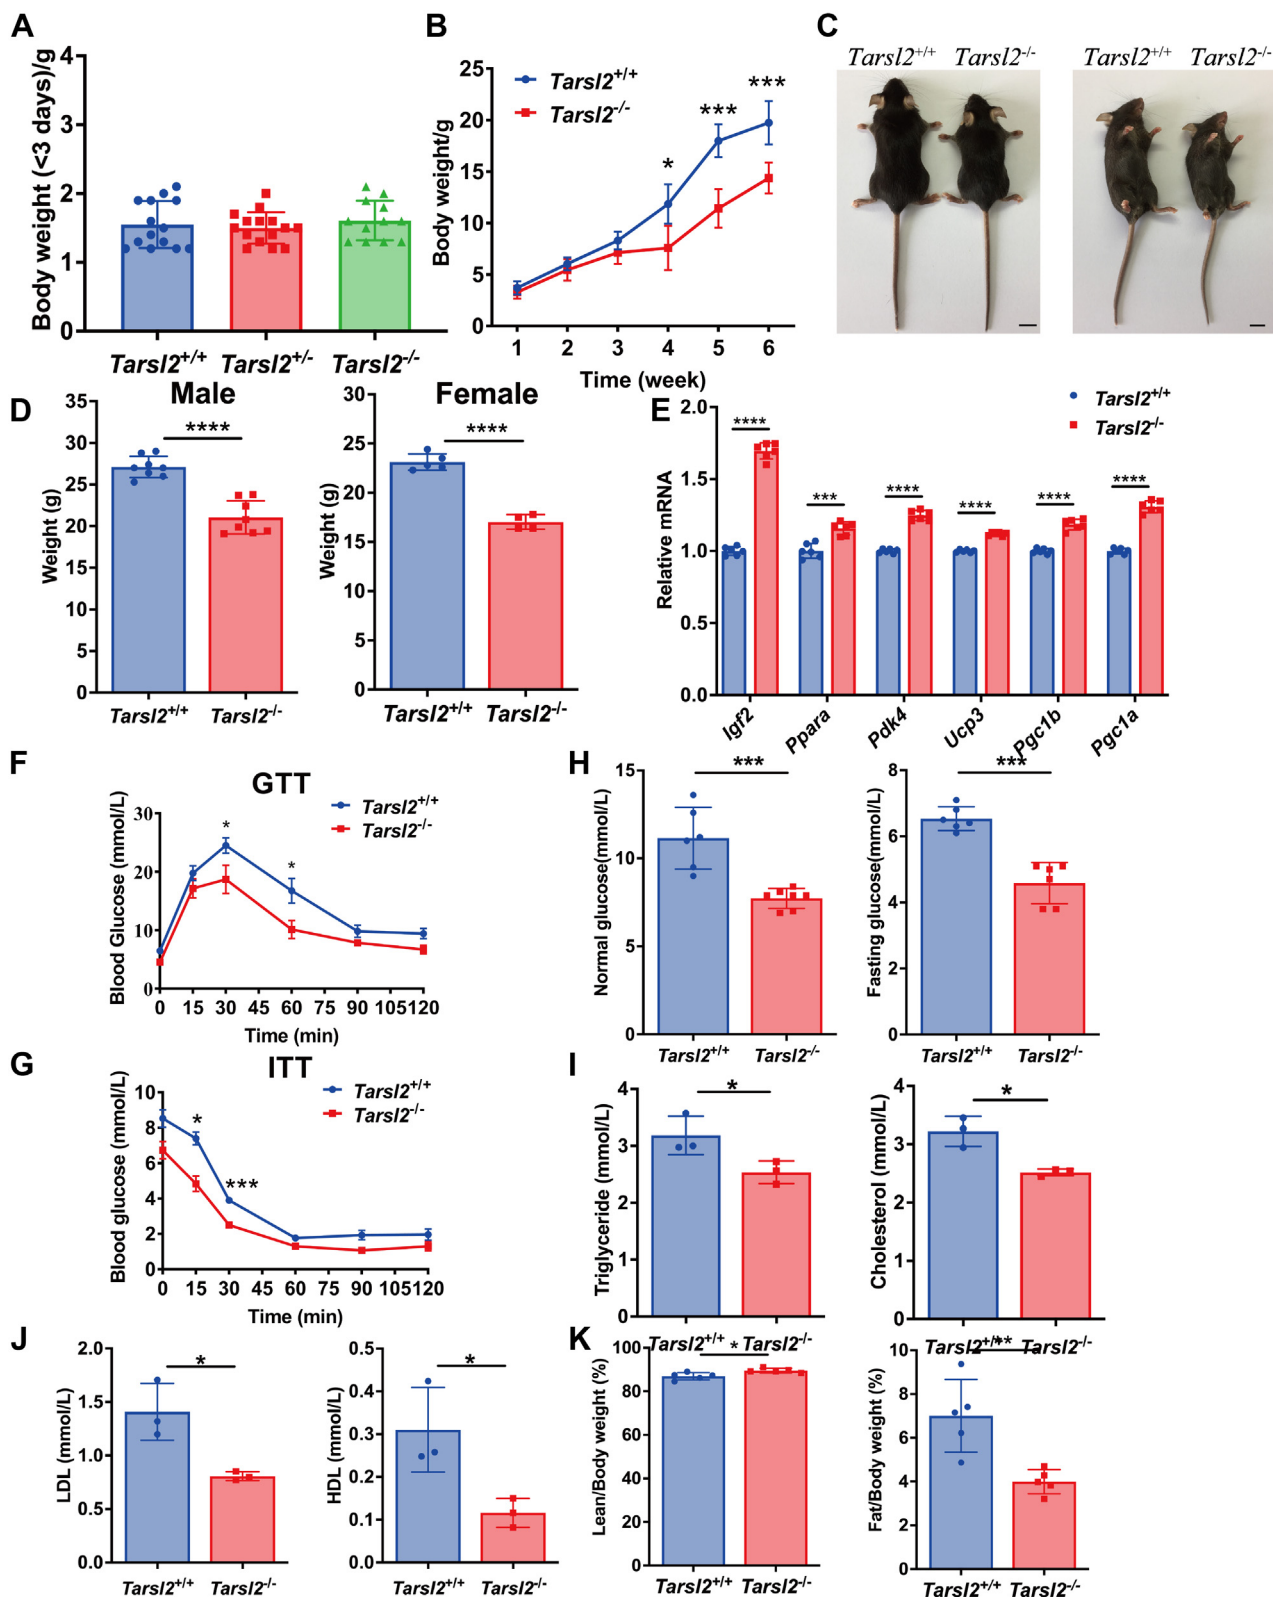 A
Body weight (<3 days)/g
4
3
2
1
0
Tarsl2+/+ Tarsl2+/- Tarsl2-/-
B
Tarsl2+/+
Tarsl2-/-
Body weight/g
25
20
15
10
5
0
* *** ***
1 2 3 4 5 6
Time (week)
C
Tarsl2+/+ Tarsl2-/- Tarsl2+/+ Tarsl2-/-
D
Male
****
Weight (g)
35
30
25
20
15
10
5
0
Tarsl2+/+ Tarsl2-/-
Female
****
Weight (g)
30
25
20
15
10
5
0
Tarsl2+/+ Tarsl2-/-
E
Tarsl2+/+
Tarsl2-/-
Relative mRNA
2.0
1.5
1.0
0.5
0.0
**** *** **** **** **** ****
Igf2 Ppara Pdk4 Ucp3 Pgc1b Pgc1a
F
GTT
Tarsl2+/+
Tarsl2-/-
Blood Glucose (mmol/L)
30
20
10
0
* *
0 15 30 45 60 75 90 105 120
Time (min)
G
ITT
Tarsl2+/+
Tarsl2-/-
Blood glucose (mmol/L)
10
8
6
4
2
0
* ***
0 15 30 45 60 75 90 105 120
Time (min)
H
***
Normal glucose(mmol/L)
15
10
5
0
Tarsl2+/+ Tarsl2-/-
***
Fasting glucose(mmol/L)
8
6
4
2
0
Tarsl2+/+ Tarsl2-/-
I
*
Triglyceride (mmol/L)
4
3
2
1
0
Tarsl2+/+ Tarsl2-/-
*
Cholesterol (mmol/L)
4
3
2
1
0
Tarsl2+/+ Tarsl2-/-
J
*
LDL (mmol/L)
2.0
1.5
1.0
0.5
0.0
Tarsl2+/+ Tarsl2-/-
*
HDL (mmol/L)
0.5
0.4
0.3
0.2
0.1
0.0
Tarsl2+/+ Tarsl2-/-
K
*
Lean/Body weight (%)
100
80
60
40
20
0
Tarsl2+/+ Tarsl2-/-
**
Fat/Body weight (%)
10
8
6
4
2
0
Tarsl2+/+ Tarsl2-/-